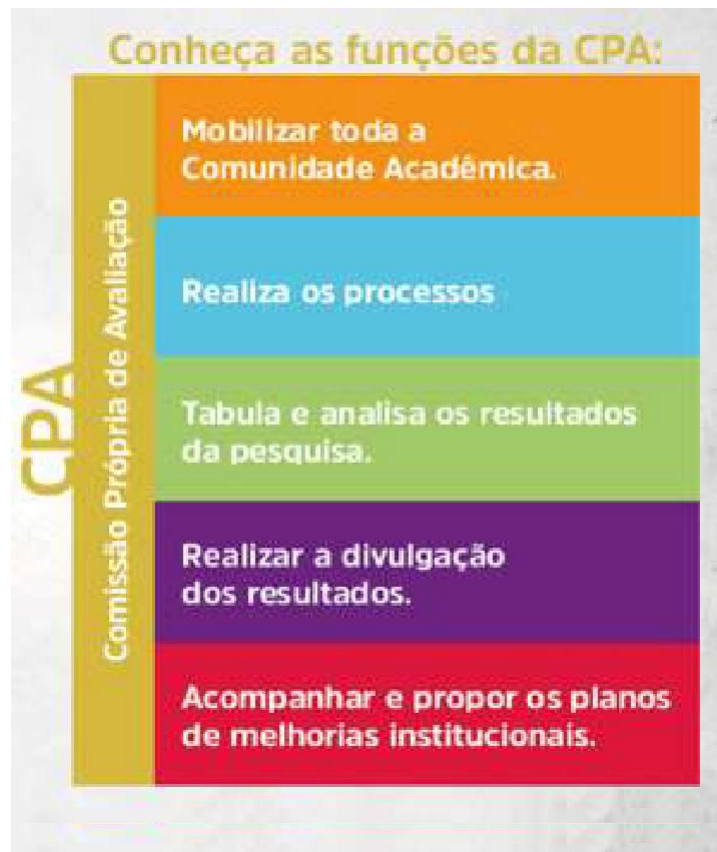 Conheça as funções da CPA:
CPA
Comissão Própria de Avaliação
Mobilizar toda a
Comunidade Acadêmica.
Realiza os processos
Tabula e analisa os resultados
da pesquisa.
Realizar a divulgação
dos resultados.
Acompanhar e propor os planos
de melhorias institucionais.